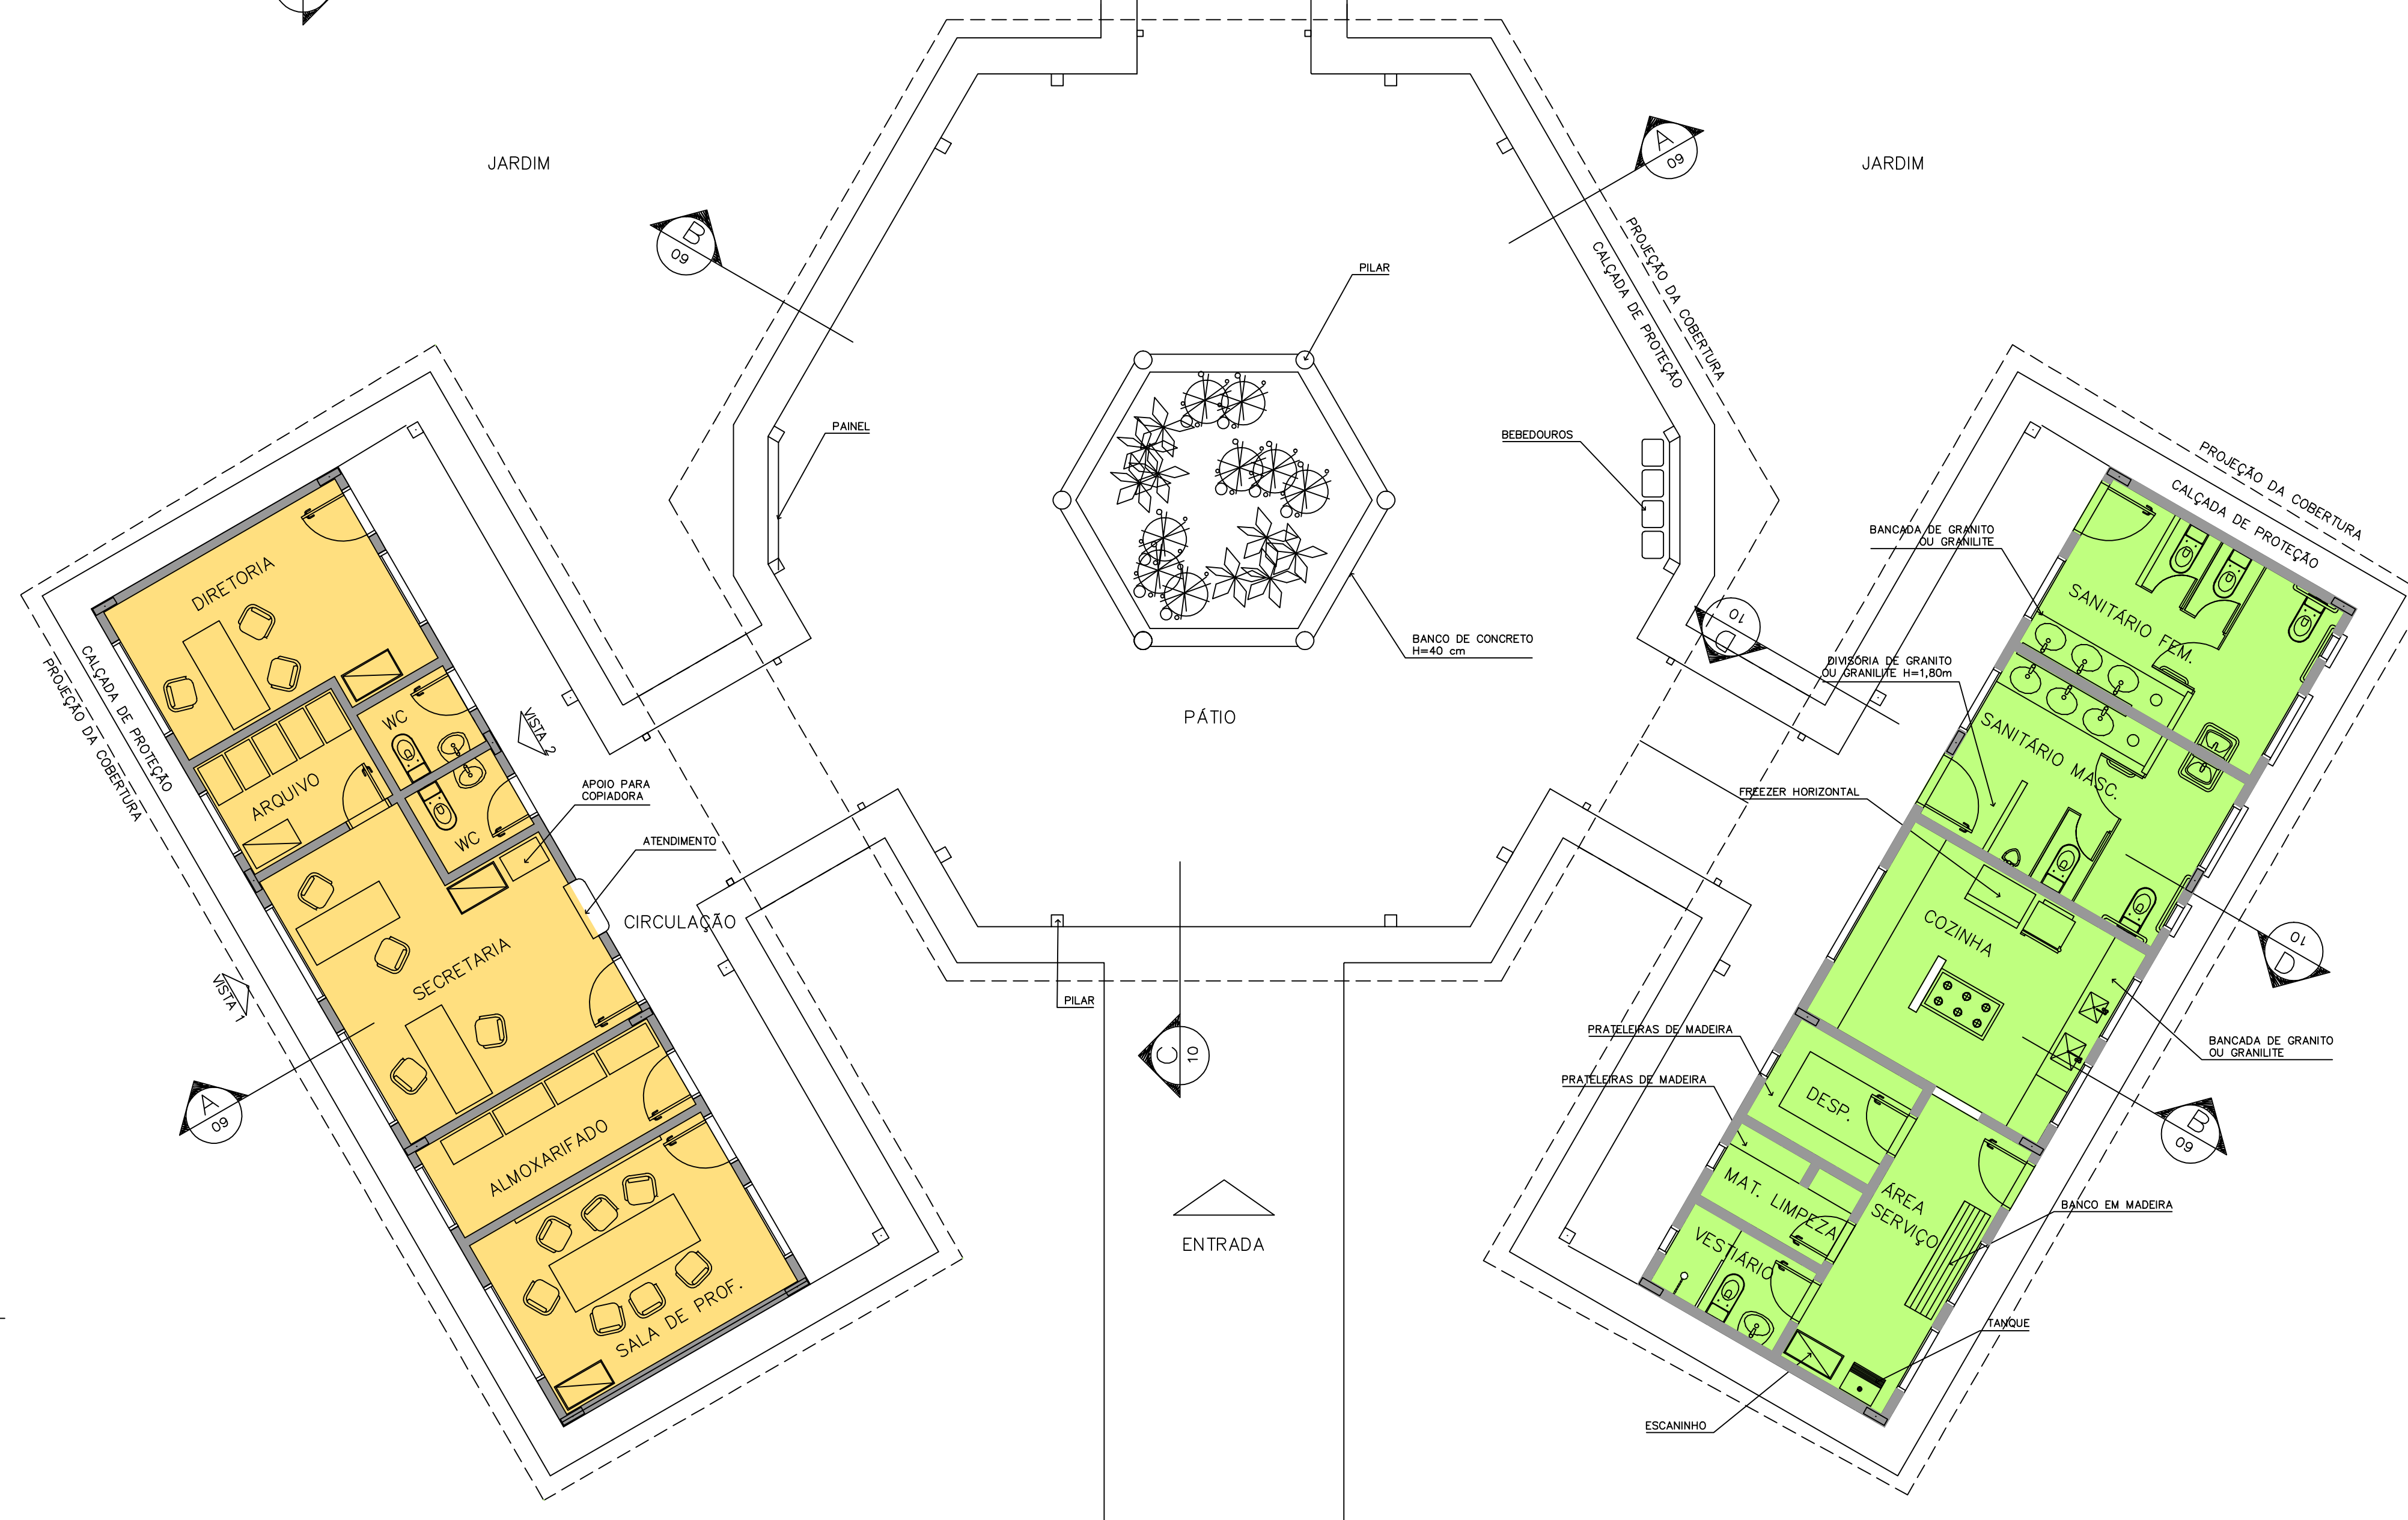 JARDIM
JARDIM
A
09
B
09
PILAR
PROJEÇÃO DA COBERTURA
CALÇADA DE PROTEÇÃO
PAINEL
BEBEDOUROS
PROJEÇÃO DA COBERTURA
CALÇADA DE PROTEÇÃO
BANCADA DE GRANITO
OU GRANILITE
DIRETORIA
SANITÁRIO FEM.
10
D
BANCO DE CONCRETO
H=40 cm
DIVISÓRIA DE GRANITO
OU GRANILITE H=1,80m
CALÇADA DE PROTEÇÃO
PROJEÇÃO DA COBERTURA
WC
VISTA 2
PÁTIO
SANITÁRIO MASC.
ARQUIVO
APOIO PARA
COPIADORA
FREEZER HORIZONTAL
WC
ATENDIMENTO
CIRCULAÇÃO
COZINHA
10
D
SECRETARIA
VISTA 1
PILAR
C
10
PRATELEIRAS DE MADEIRA
BANCADA DE GRANITO
OU GRANILITE
PRATELEIRAS DE MADEIRA
DESP.
A
09
B
09
ALMOXARIFADO
MAT. LIMPEZA
ÁREA
SERVIÇO
BANCO EM MADEIRA
ENTRADA
VESTIÁRIO
SALA DE PROF.
TANQUE
ESCANINHO